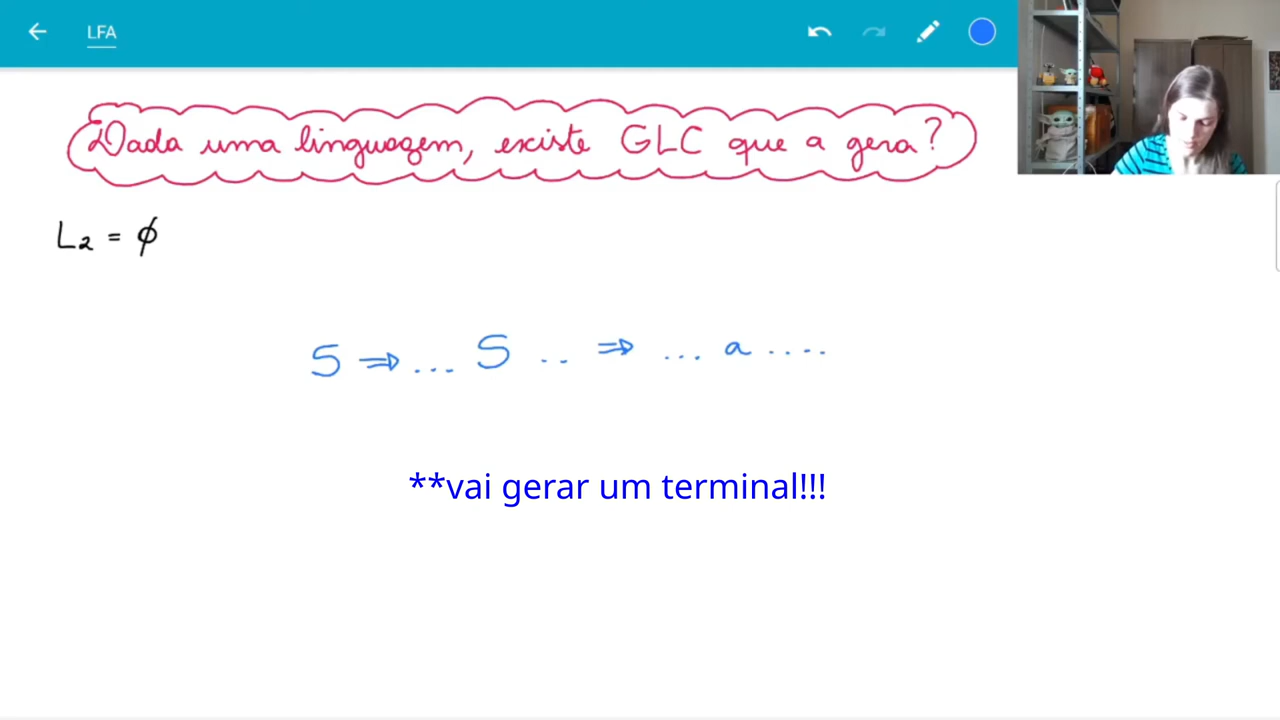 LFA
Dada uma linguagem, existe GLC que a gera?
L₂ = ϕ
S ⇒ ... S .. ⇒ ... a ....
**vai gerar um terminal!!!